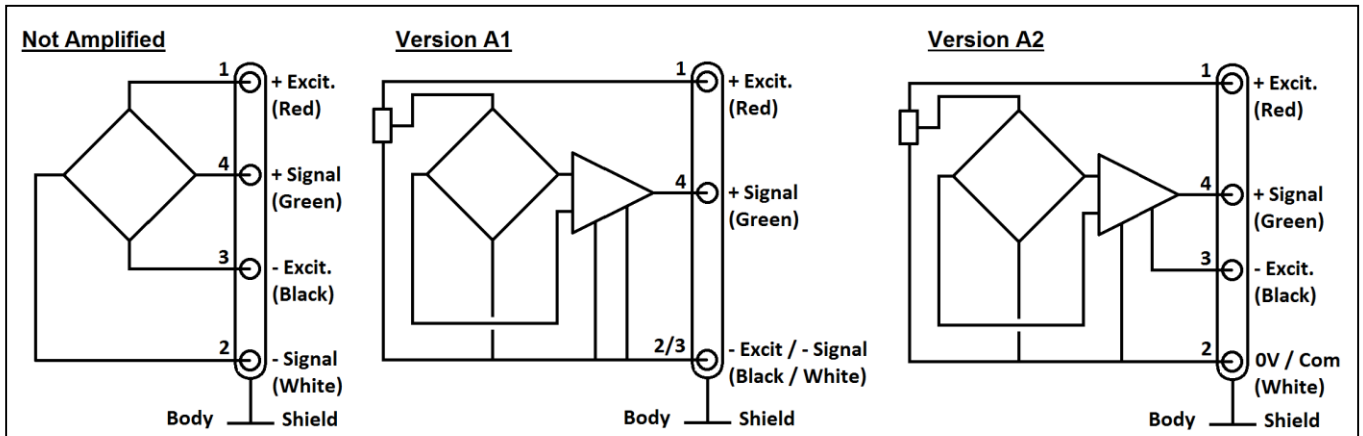 Not Amplified
1
+ Excit.
(Red)
4
+ Signal
(Green)
3
- Excit.
(Black)
2
- Signal
(White)
Body
Shield
Version A1
1
+ Excit.
(Red)
4
+ Signal
(Green)
2/3
- Excit / - Signal
(Black / White)
Body
Shield
Version A2
1
+ Excit.
(Red)
4
+ Signal
(Green)
3
- Excit.
(Black)
2
0V / Com
(White)
Body
Shield